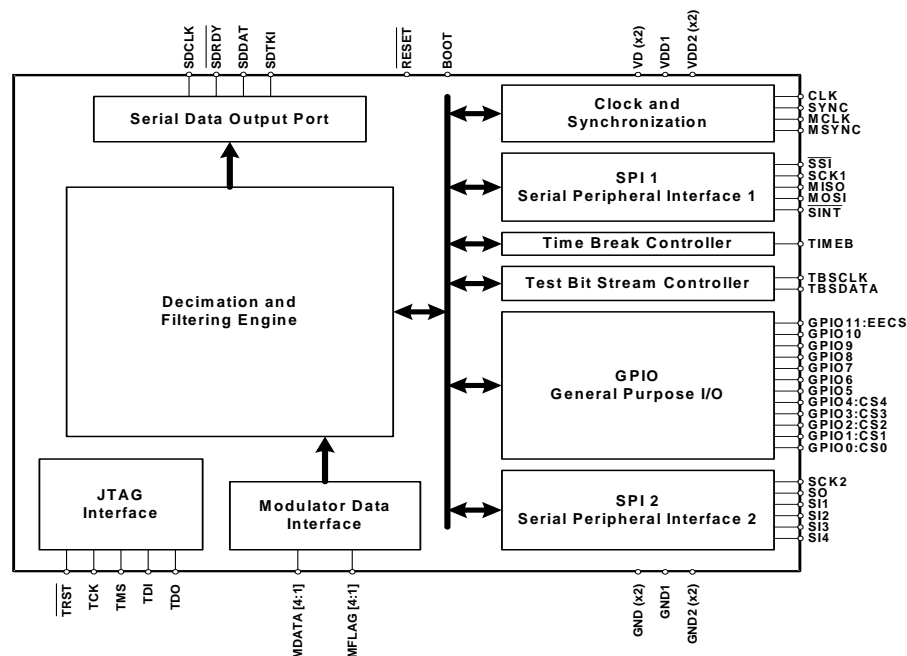 SDCLK
SDRDY
SDDAT
SDTKI
RESET
BOOT
VD (x2)
VDD1
VDD2 (x2)
Serial Data Output Port
Decimation and
Filtering Engine
JTAG
Interface
Modulator Data
Interface
Clock and
Synchronization
SPI 1
Serial Peripheral Interface 1
Time Break Controller
Test Bit Stream Controller
GPIO
General Purpose I/O
SPI 2
Serial Peripheral Interface 2
CLK
SYNC
MCLK
MSYNC
SSI
SCK1
MISO
MOSI
SINT
TIMEB
TBSCLK
TBSDATA
GPIO11:EECS
GPIO10
GPIO9
GPIO8
GPIO7
GPIO6
GPIO5
GPIO4:CS4
GPIO3:CS3
GPIO2:CS2
GPIO1:CS1
GPIO0:CS0
SCK2
SO
SI1
SI2
SI3
SI4
TRST
TCK
TMS
TDI
TDO
MDATA [4:1]
MFLAG [4:1]
GND (x2)
GND1
GND2 (x2)